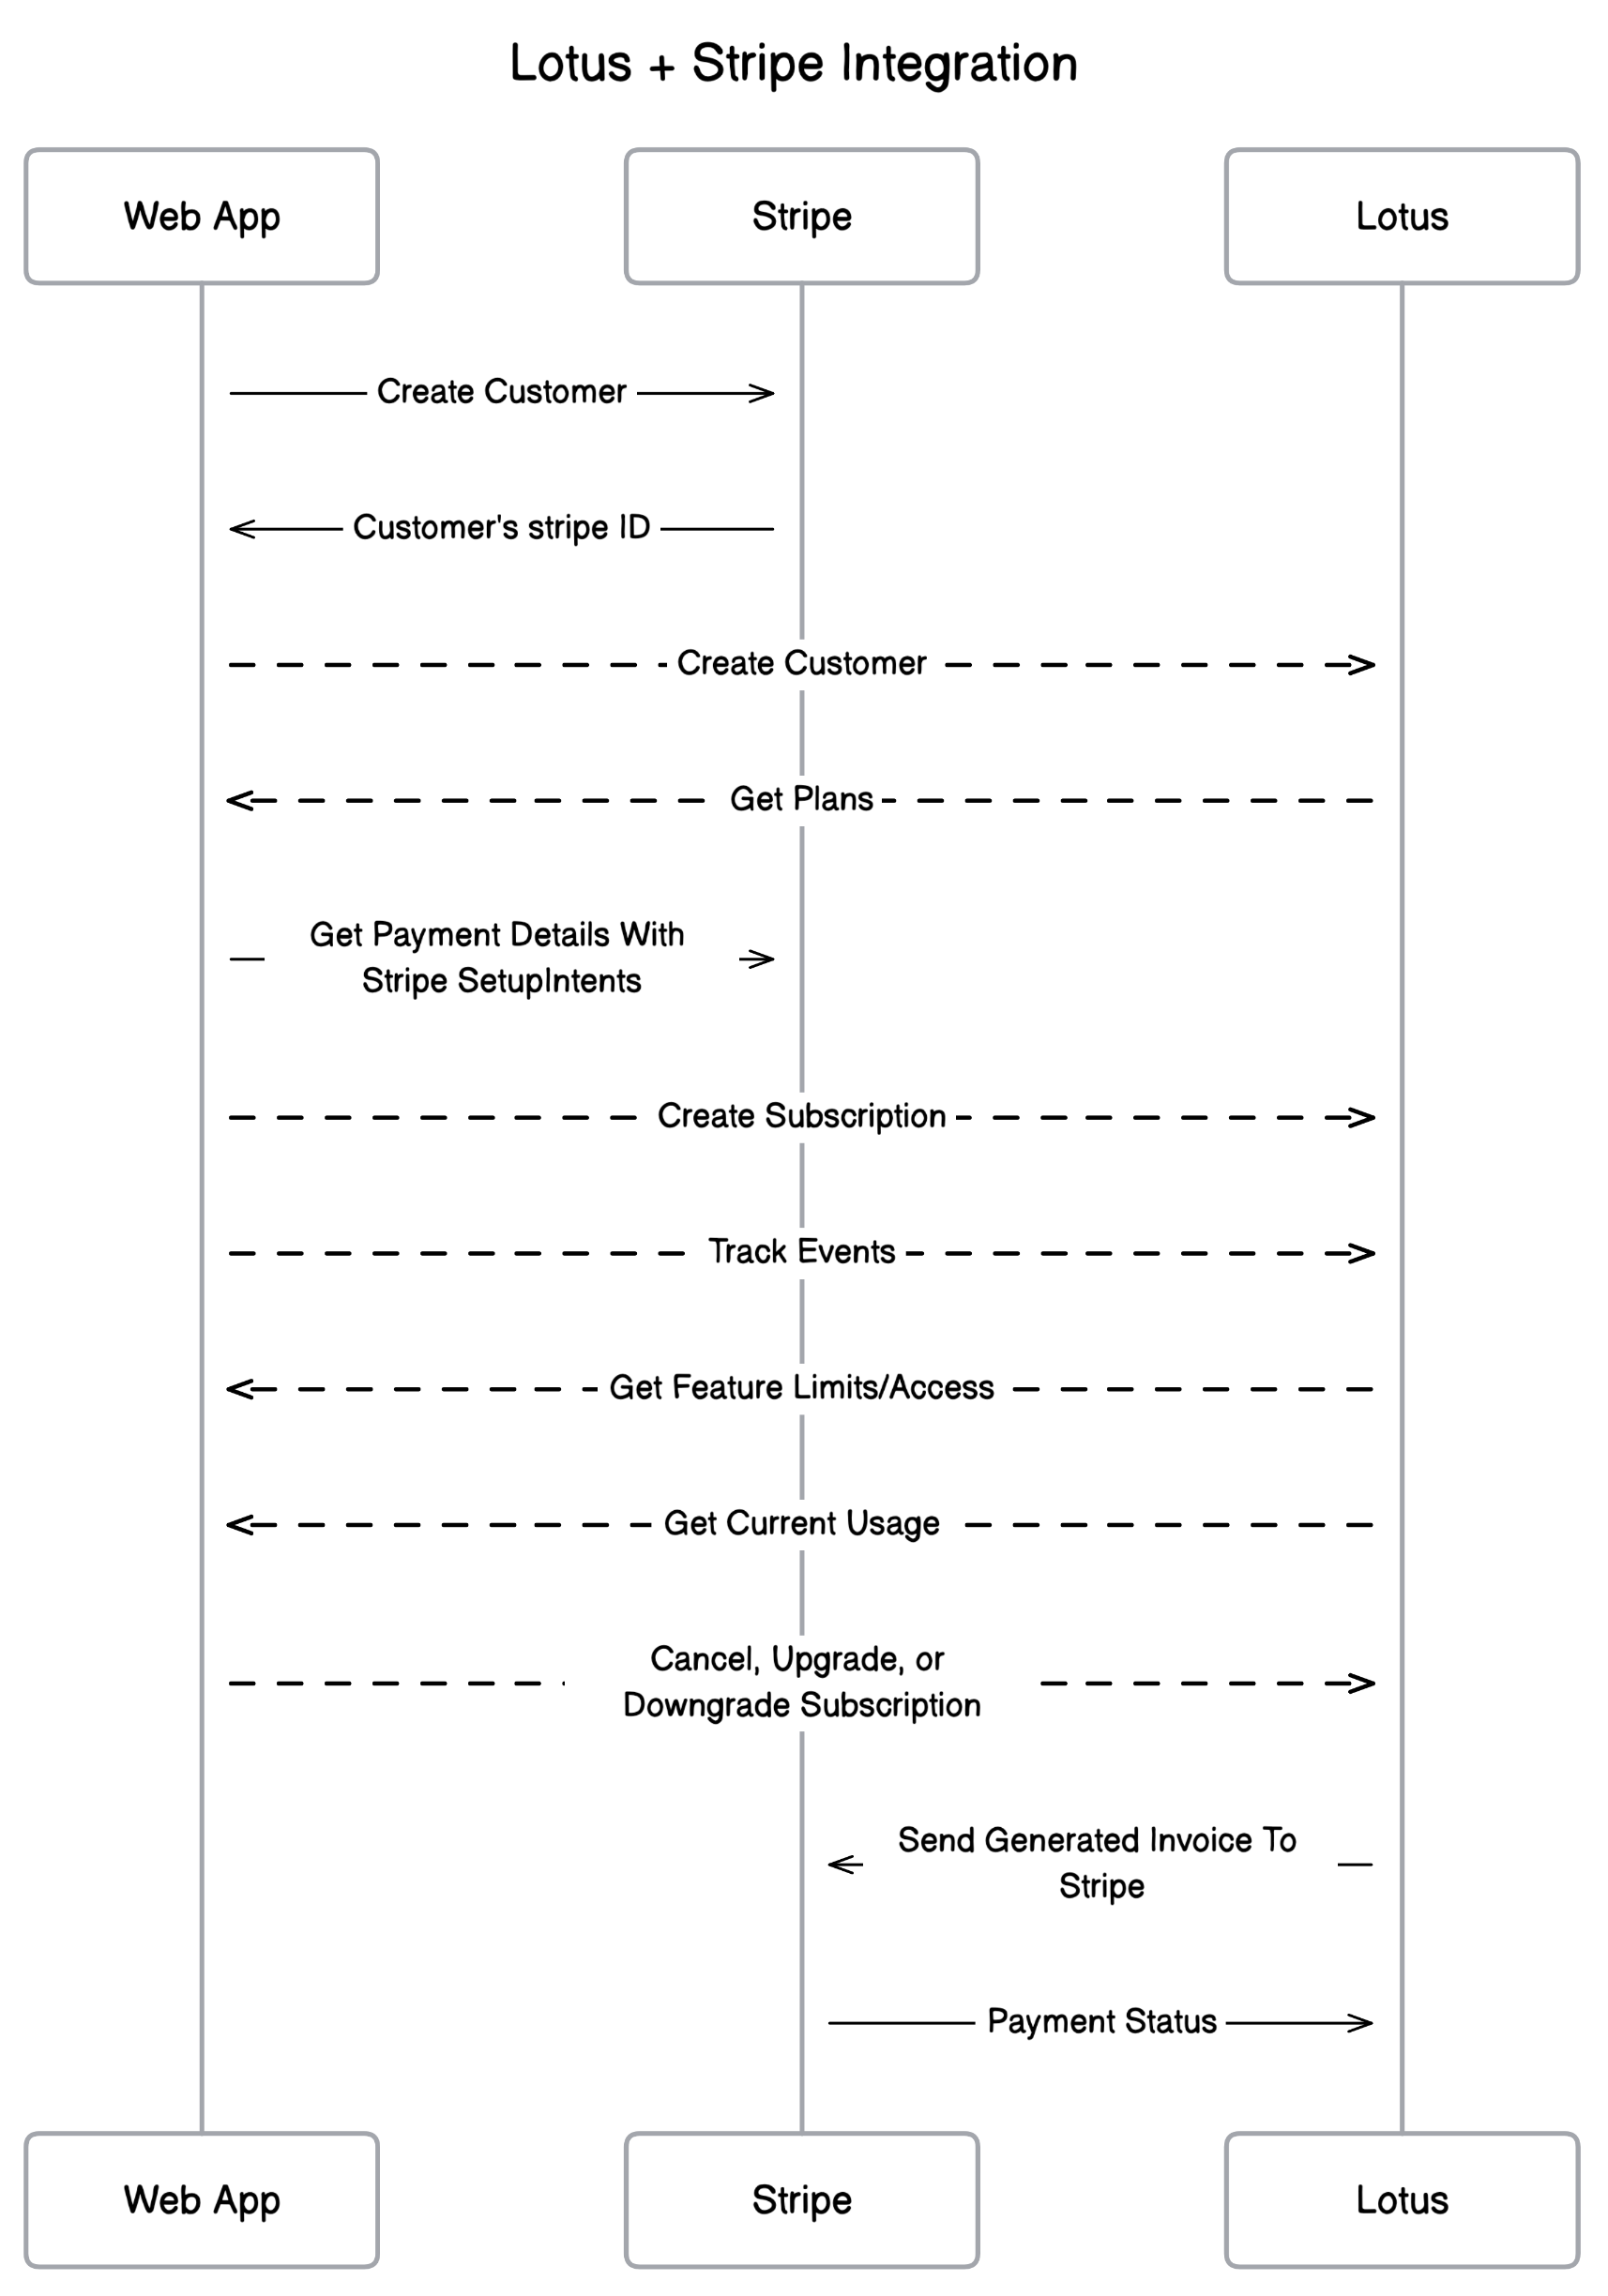 Lotus + Stripe Integration
Web App
Stripe
Lotus
Create Customer
Customer's stripe ID
Create Customer
Get Plans
Get Payment Details With
Stripe SetupIntents
Create Subscription
Track Events
Get Feature Limits/Access
Get Current Usage
Cancel, Upgrade, or
Downgrade Subscription
Send Generated Invoice To
Stripe
Payment Status
Web App
Stripe
Lotus